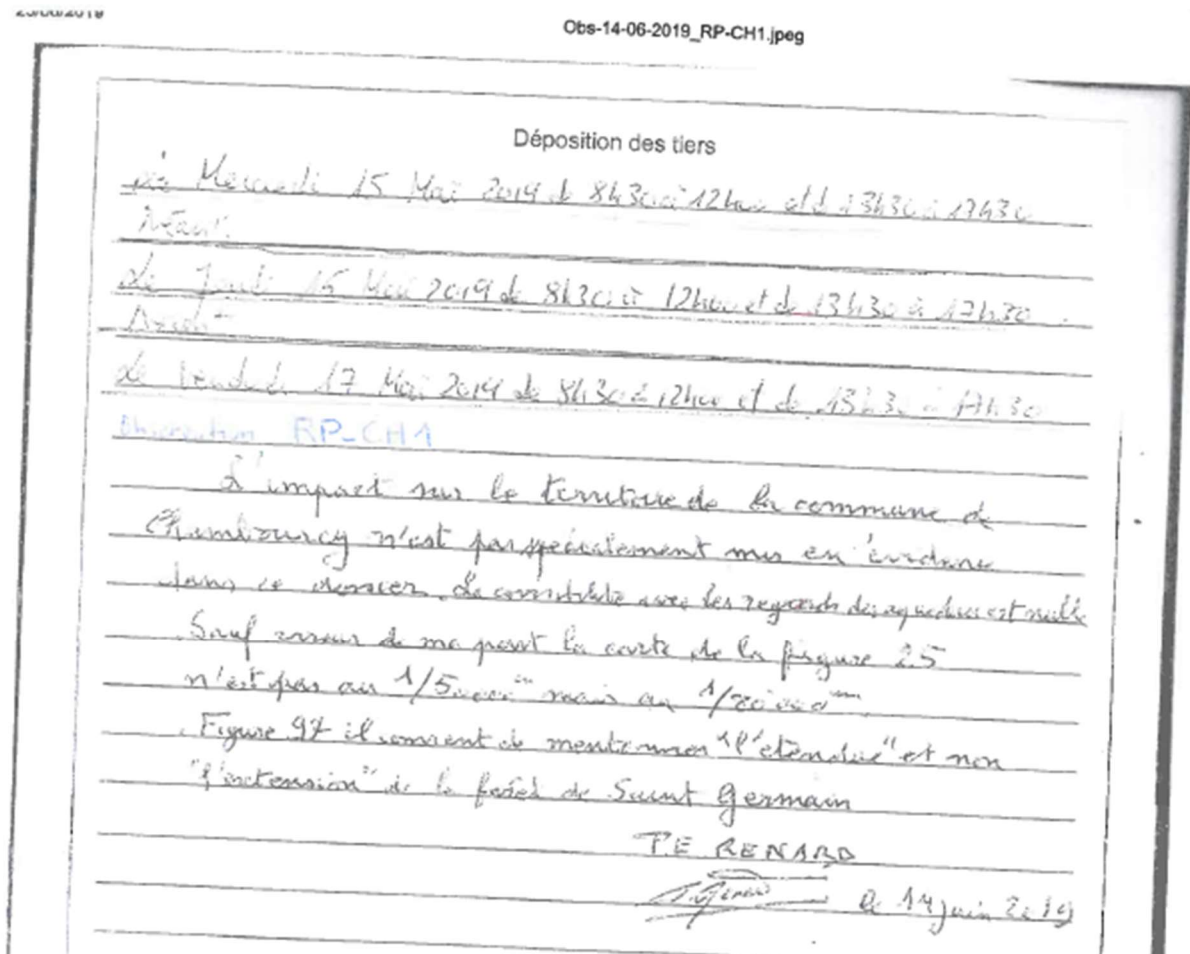 Obs-14-06-2019_RP-CH1.jpeg
Déposition des tiers
Mercredi 15 Mai 2019 de 8h30 à 12h00 et de 13h30 à 17h30
Néant
Le Jeudi 16 Mai 2019 de 8h30 à 12h00 et de 13h30 à 17h30
Le Vendredi 17 Mai 2019 de 8h30 à 12h00 et de 13h30 à 17h30
Observation RP-CH1
L'impact sur le territoire de la commune de
Chambourcy n'est pas spécialement mis en évidence
dans ce dossier. La avec les regards des aqueducs est nulle
Sauf erreur de ma part la carte de la figure 25
n'est pas au 1/5 mais au
Figure 97 il convient de mentionner "l'étendue" et non
"l'extension" de la forêt de Saint Germain
P.E RENARD
le 14 juin 2019